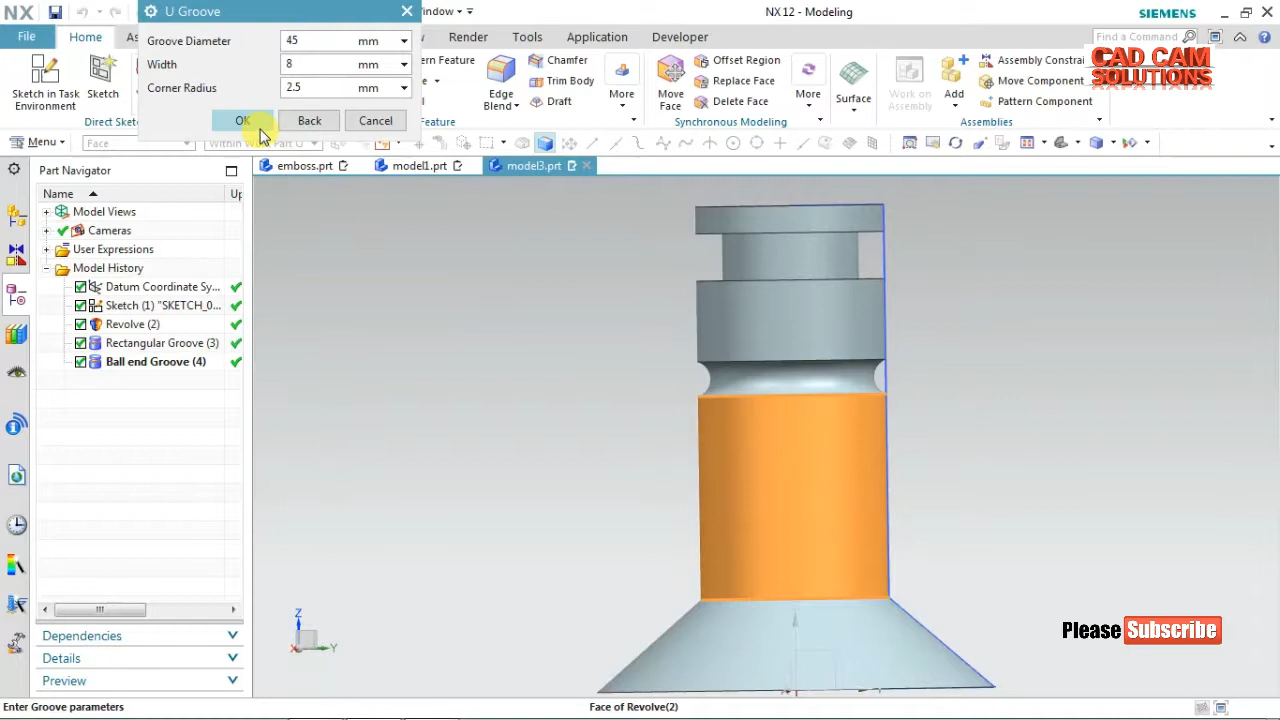 NX
U Groove
indow
NX12 - Modeling
SIEMENS
File
Home
As
Render
Tools
Application
Developer
Find a Command
Groove Diameter
45
mm
Width
8
mm
Corner Radius
2.5
mm
OK
Back
Cancel
Sketch in Task
Environment
Sketch
Direct Sket
ern Feature
Edge
Blend
Chamfer
Trim Body
Draft
More
Feature
Move
Face
Offset Region
Replace Face
Delete Face
More
Synchronous Modeling
Surface
Work on
Assembly
Add
Assembly Constrai
Move Component
Pattern Component
Assemblies
CAD CAM
SOLUTIONS
Menu
Face
Within Work Part O
emboss.prt
model1.prt
model3.prt
Part Navigator
Name
Up
Model Views
Cameras
User Expressions
Model History
Datum Coordinate Sy...
Sketch (1) "SKETCH_0...
Revolve (2)
Rectangular Groove (3)
Ball end Groove (4)
Dependencies
Details
Preview
Z
X
Y
Please Subscribe
Enter Groove parameters
Face of Revolve(2)